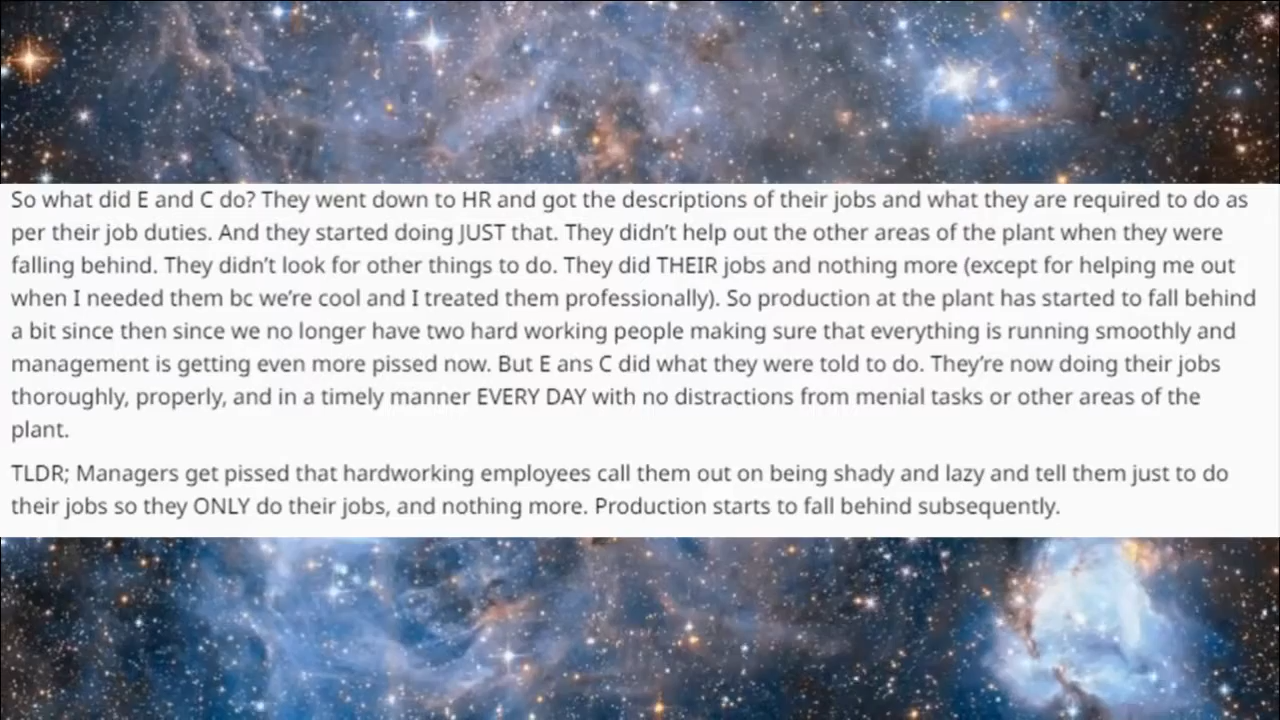 So what did E and C do? They went down to HR and got the descriptions of their jobs and what they are required to do as
per their job duties. And they started doing JUST that. They didn’t help out the other areas of the plant when they were
falling behind. They didn’t look for other things to do. They did THEIR jobs and nothing more (except for helping me out
when I needed them bc we’re cool and I treated them professionally). So production at the plant has started to fall behind
a bit since then since we no longer have two hard working people making sure that everything is running smoothly and
management is getting even more pissed now. But E ans C did what they were told to do. They’re now doing their jobs
thoroughly, properly, and in a timely manner EVERY DAY with no distractions from menial tasks or other areas of the
plant.
TLDR; Managers get pissed that hardworking employees call them out on being shady and lazy and tell them just to do
their jobs so they ONLY do their jobs, and nothing more. Production starts to fall behind subsequently.